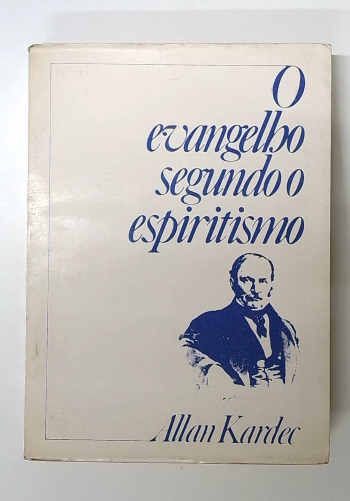 O
evangelho
segundo o
espiritismo
Allan Kardec